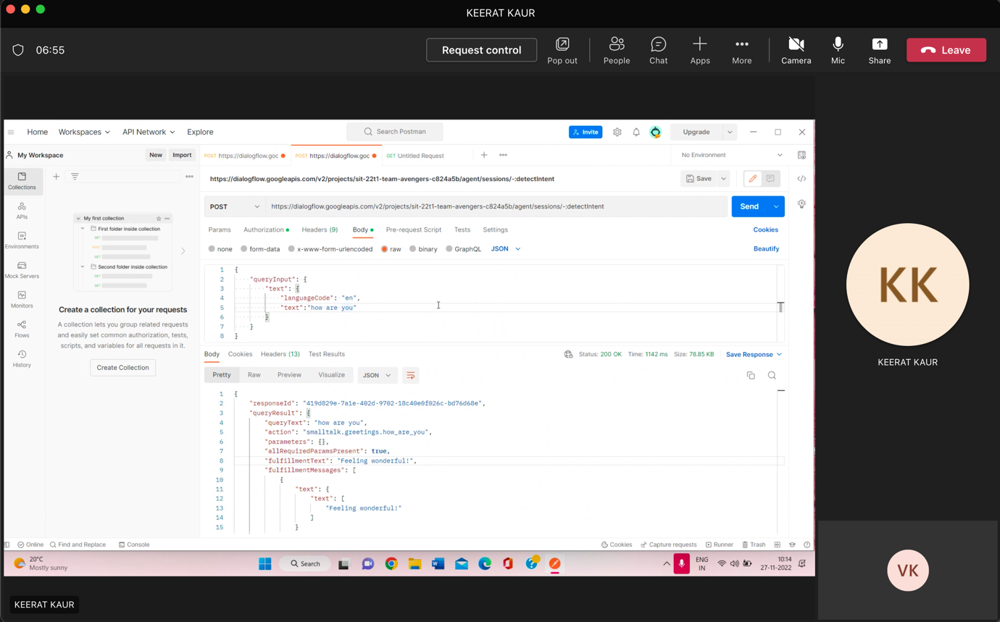 KEERAT KAUR
06:55
Request control
Pop out
People
Chat
Apps
More
Camera
Mic
Share
Leave
Home Workspaces API Network Explore
Search Postman
Invite
Upgrade
My Workspace
New
Import
POST https://dialogflow.goc
POST https://dialogflow.goc
GET Untitled Request
No Environment
Collections
APIs
Environments
Mock Servers
Monitors
Flows
History
My first collection
First folder inside collection
GET
POST
GET
Second folder inside collection
GET
GET
Create a collection for your requests
A collection lets you group related requests
and easily set common authorization, tests,
scripts, and variables for all requests in it.
Create Collection
https://dialogflow.googleapis.com/v2/projects/sit-22t1-team-avengers-c824a5b/agent/sessions/-:detectIntent
Save
POST
https://dialogflow.googleapis.com/v2/projects/sit-22t1-team-avengers-c824a5b/agent/sessions/-:detectIntent
Send
Params Authorization Headers (9) Body Pre-request Script Tests Settings
Cookies
none form-data x-www-form-urlencoded raw binary GraphQL JSON
Beautify
1 {
2 "queryInput": {
3 "text": {
4 "languageCode": "en",
5 "text":"how are you"
6 }
7 }
8 }
Body Cookies Headers (13) Test Results
Status: 200 OK Time: 1142 ms Size: 78.85 KB Save Response
Pretty Raw Preview Visualize JSON
1 {
2 "responseId": "419d829e-7a1e-402d-9702-18c40e0f026c-bd76d68e",
3 "queryResult": {
4 "queryText": "how are you",
5 "action": "smalltalk.greetings.how_are_you",
6 "parameters": {},
7 "allRequiredParamsPresent": true,
8 "fulfillmentText": "Feeling wonderful!",
9 "fulfillmentMessages": [
10 {
11 "text": {
12 "text": [
13 "Feeling wonderful!"
14 ]
15 }
Online Find and Replace Console
Cookies Capture requests Runner Trash
20°C
Mostly sunny
Search
ENG
IN
10:14
27-11-2022
KK
KEERAT KAUR
VK
KEERAT KAUR